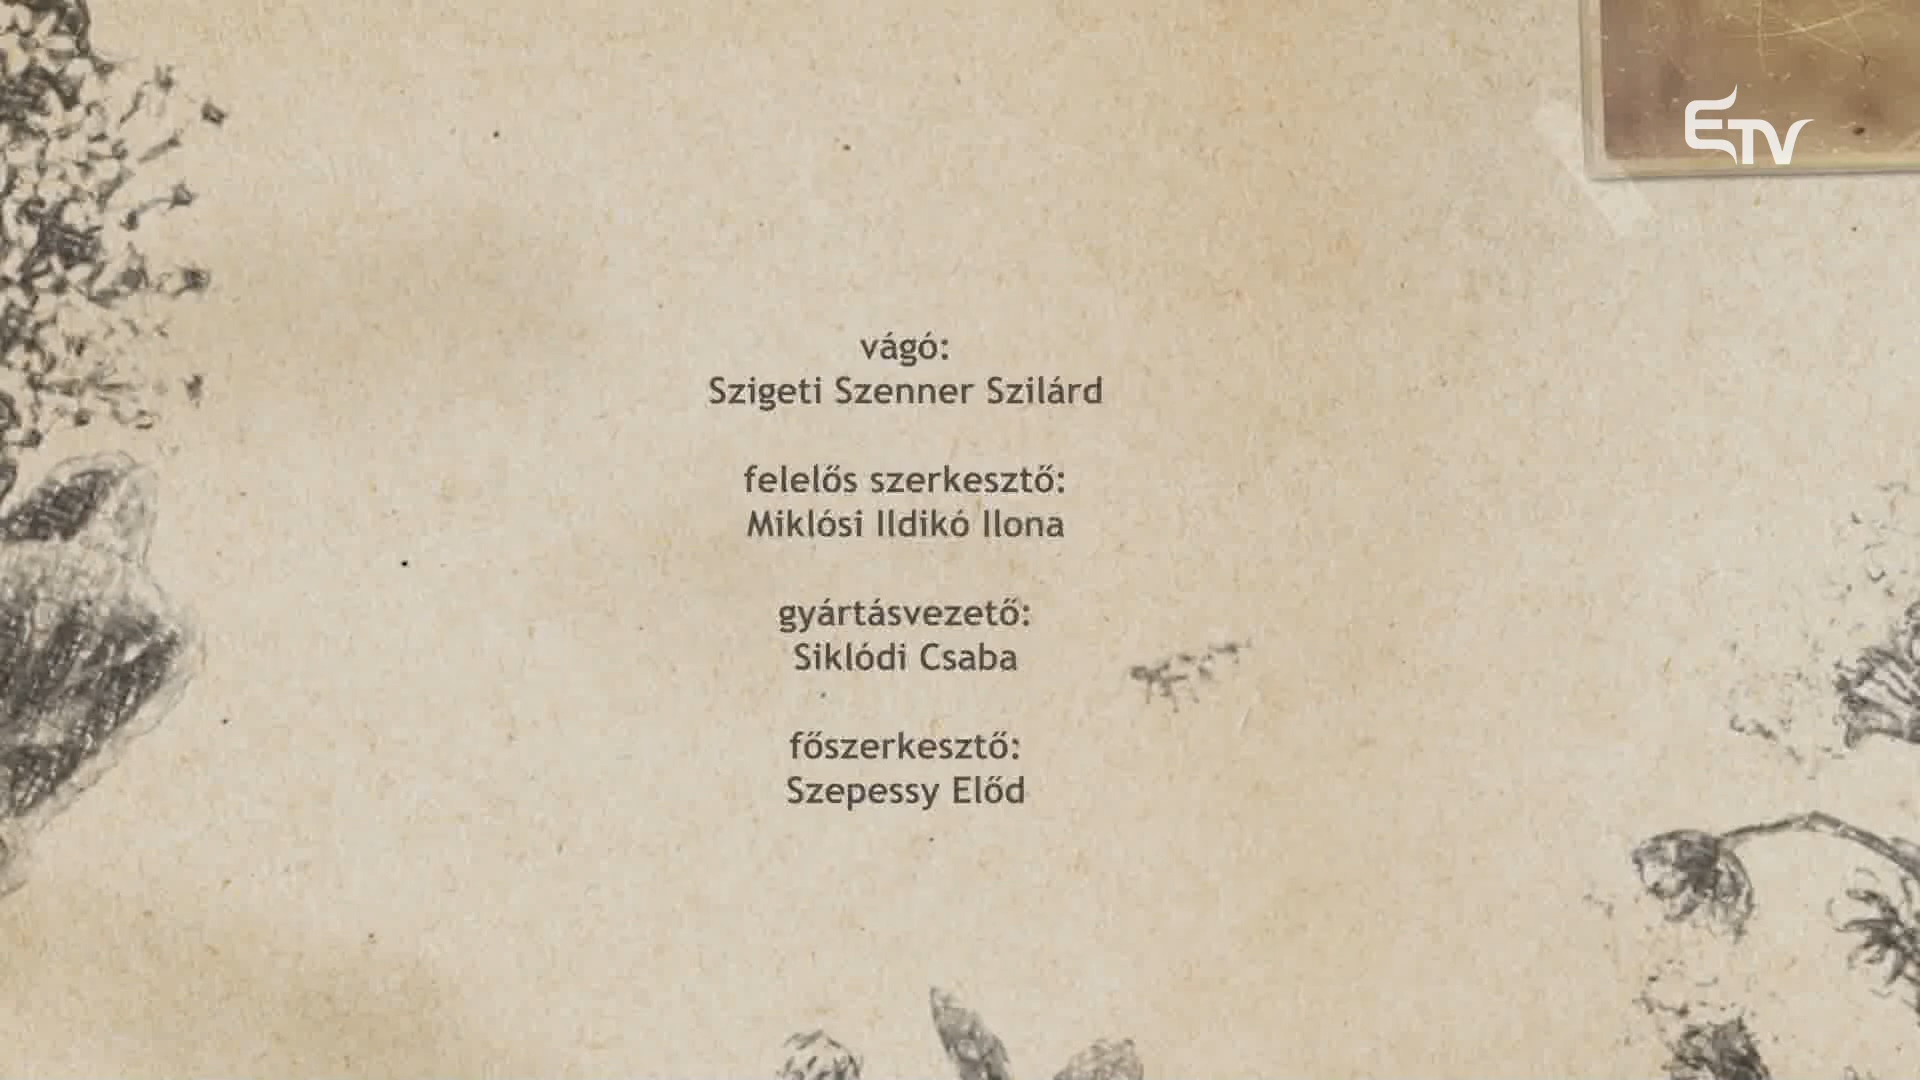 ETV
vágó:
Szigeti Szenner Szilárd
felelős szerkesztő:
Miklósi Ildikó Ilona
gyártásvezető:
Siklódi Csaba
főszerkesztő:
Szepessy Előd